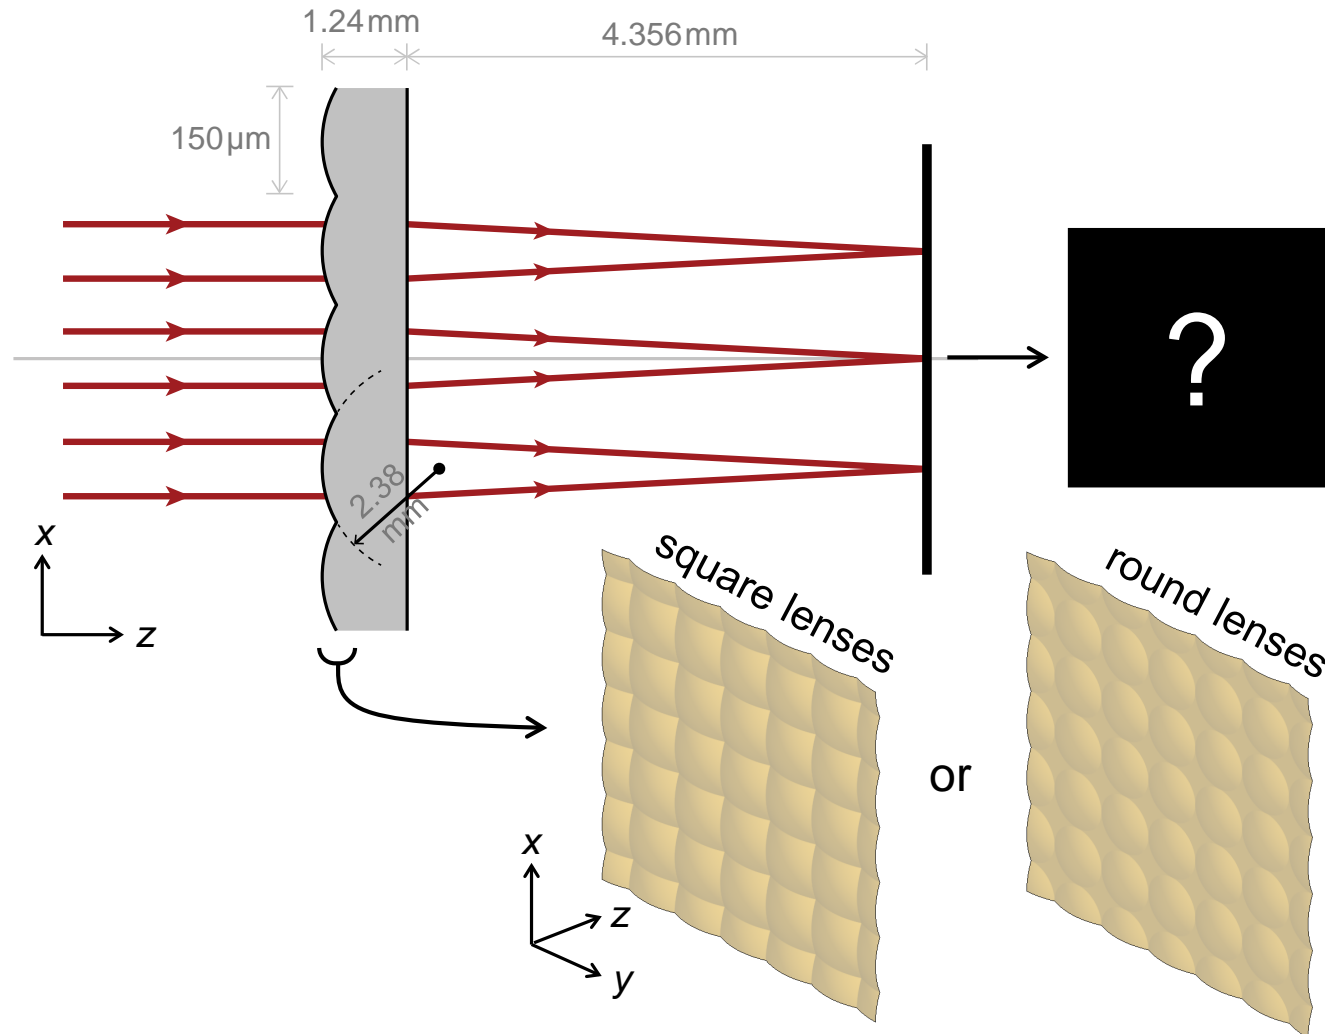 1.24mm
4.356mm
150µm
?
2.38
mm
x
z
square lenses
round lenses
or
x
z
y